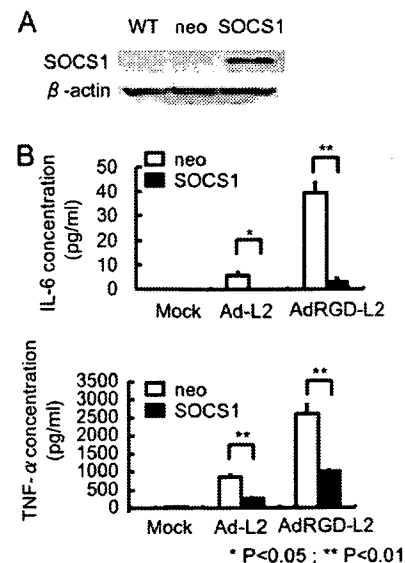 A
WT neo SOCS1
SOCS1
β-actin
B
IL-6 concentration
(pg/ml)
50
40
30
20
10
0
neo
SOCS1
*
**
Mock Ad-L2 AdRGD-L2
TNF-α concentration
(pg/ml)
3500
3000
2500
2000
1500
1000
500
0
neo
SOCS1
**
**
Mock Ad-L2 AdRGD-L2
* P<0.05 ; ** P<0.01